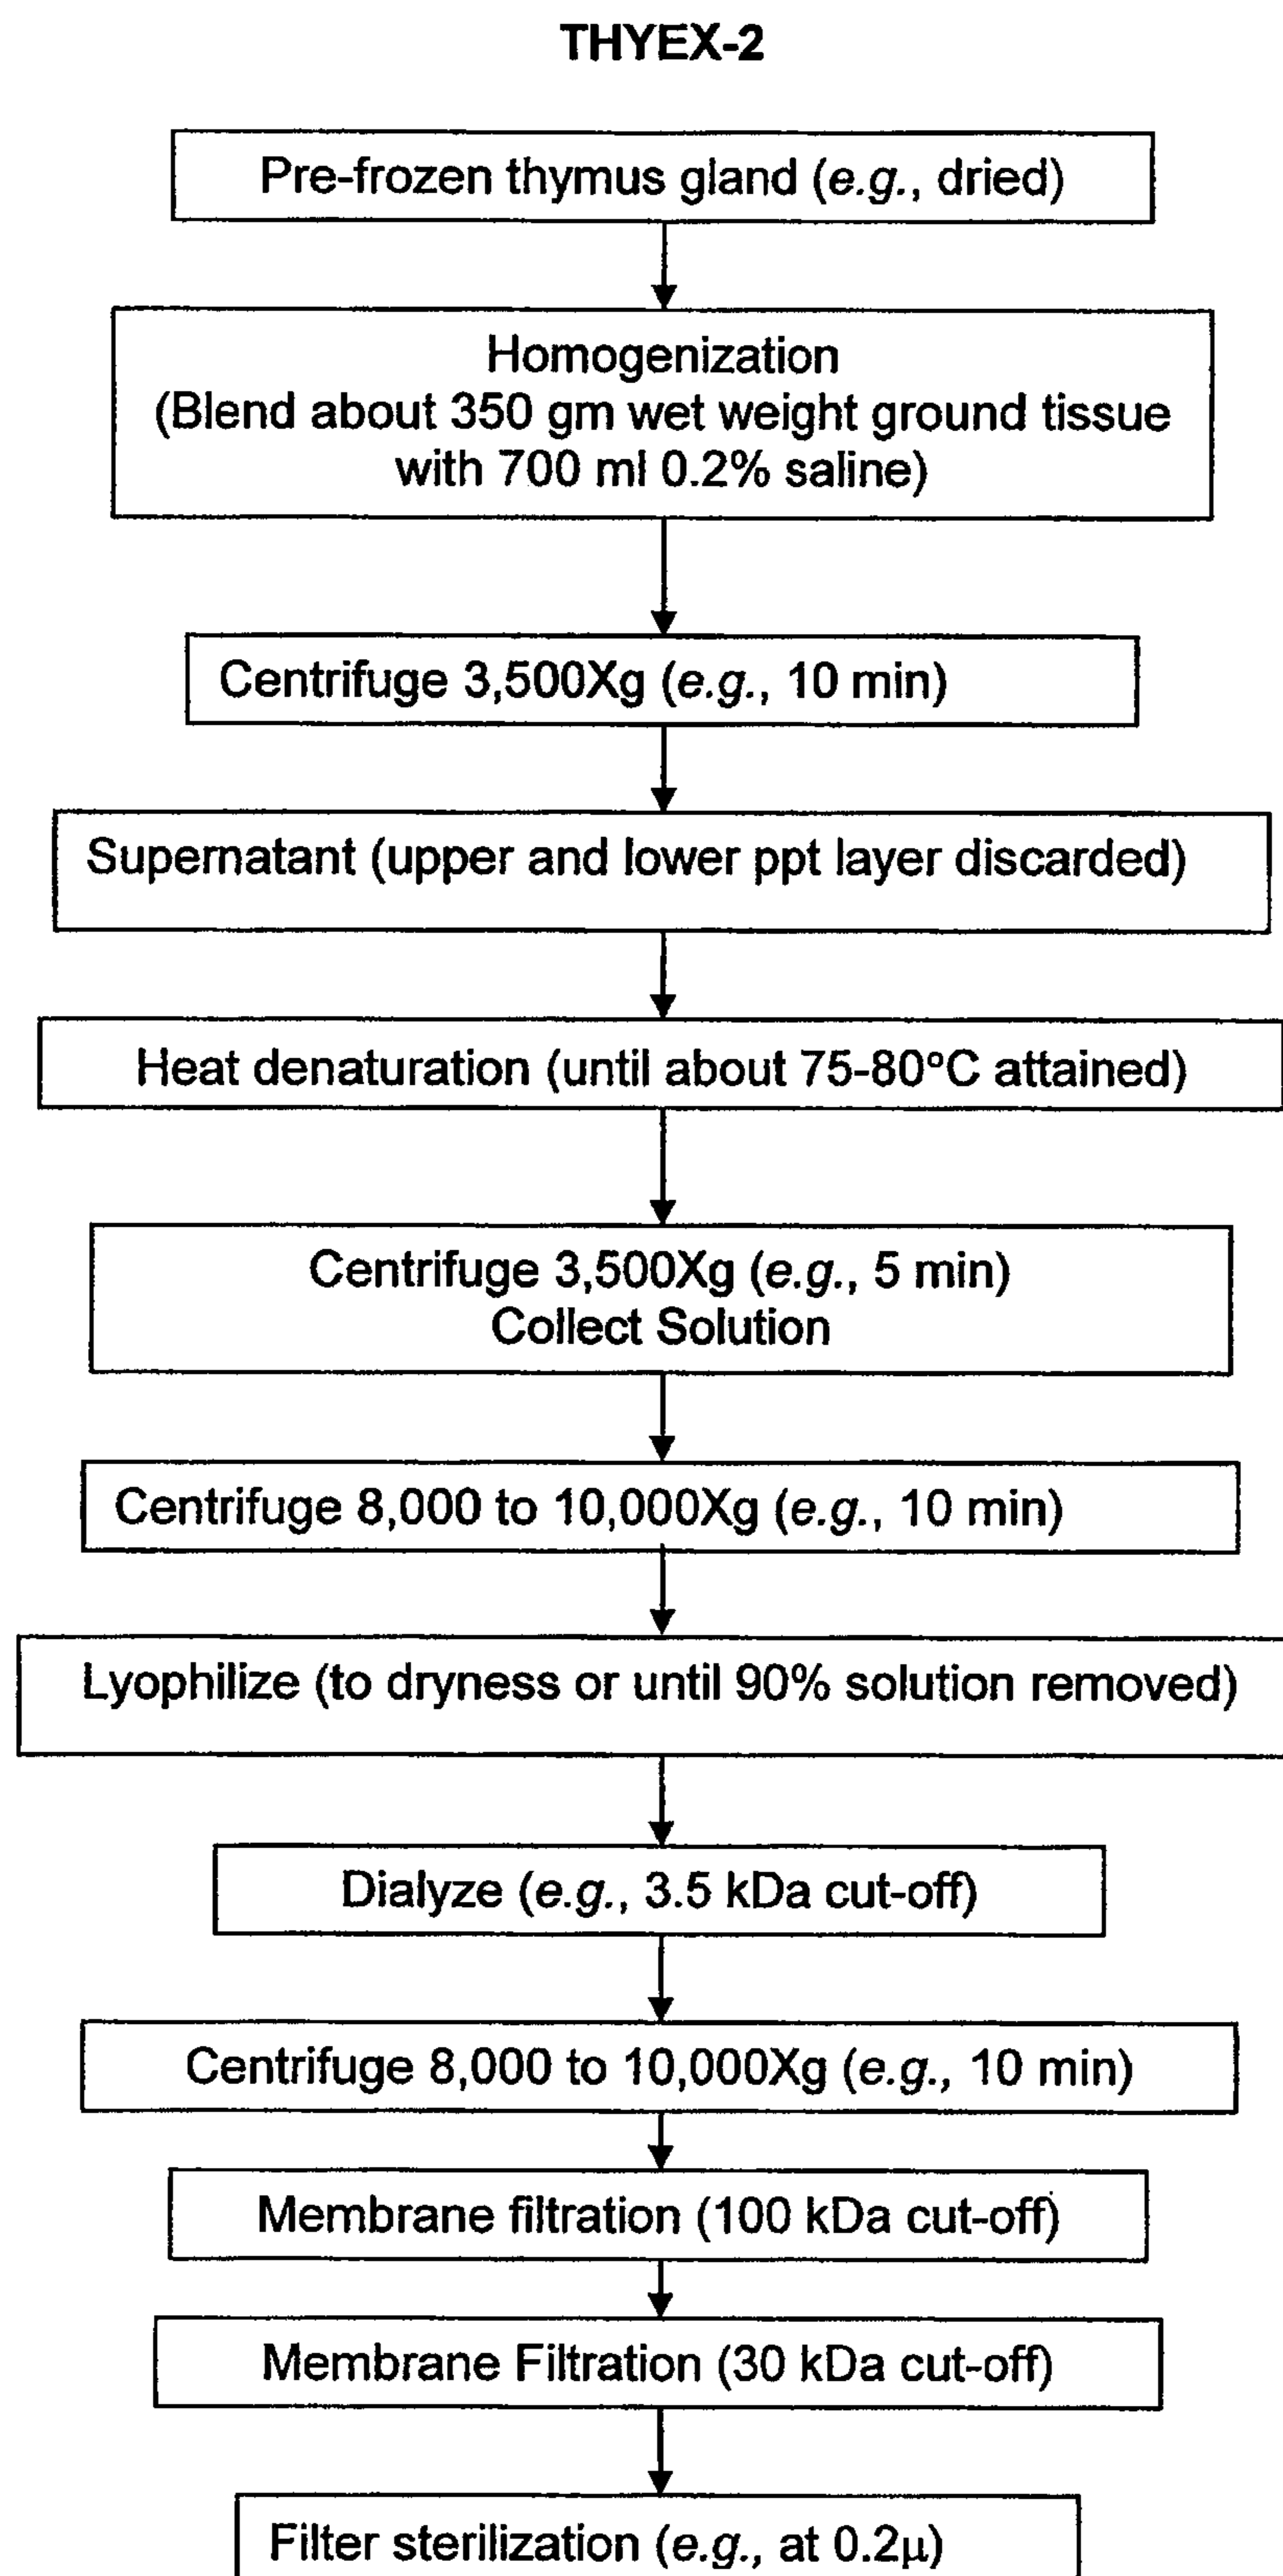 THYEX-2
Pre-frozen thymus gland (e.g., dried)
Homogenization
(Blend about 350 gm wet weight ground tissue
with 700 ml 0.2% saline)
Centrifuge 3,500Xg (e.g., 10 min)
Supernatant (upper and lower ppt layer discarded)
Heat denaturation (until about 75-80°C attained)
Centrifuge 3,500Xg (e.g., 5 min)
Collect Solution
Centrifuge 8,000 to 10,000Xg (e.g., 10 min)
Lyophilize (to dryness or until 90% solution removed)
Dialyze (e.g., 3.5 kDa cut-off)
Centrifuge 8,000 to 10,000Xg (e.g., 10 min)
Membrane filtration (100 kDa cut-off)
Membrane Filtration (30 kDa cut-off)
Filter sterilization (e.g., at 0.2μ)